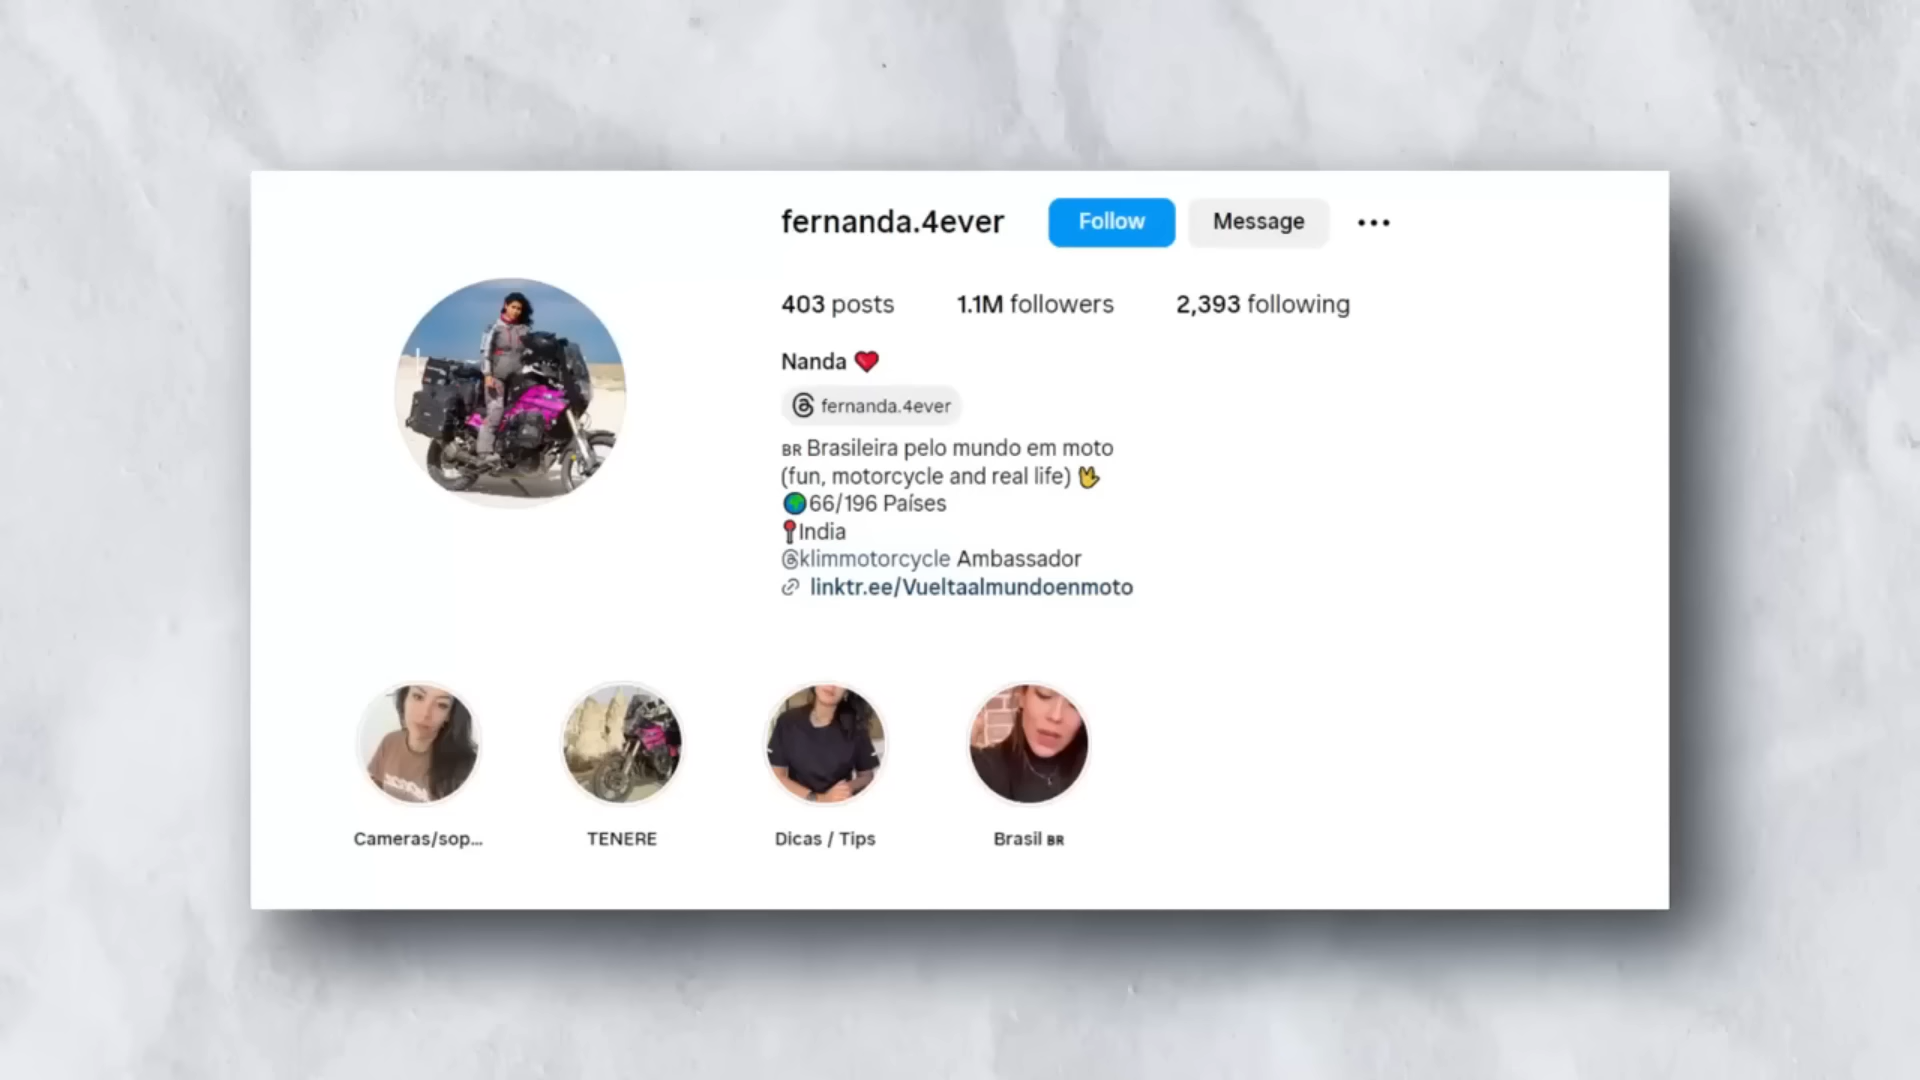 fernanda.4ever Follow Message
403 posts 1.1M followers 2,393 following
Nanda ❤️
fernanda.4ever
BR Brasileira pelo mundo em moto
(fun, motorcycle and real life) 🖖
🌍66/196 Países
📍India
@klimmotorcycle Ambassador
linktr.ee/Vueltaalmundoenmoto
Cameras/sop... TENERE Dicas / Tips Brasil BR